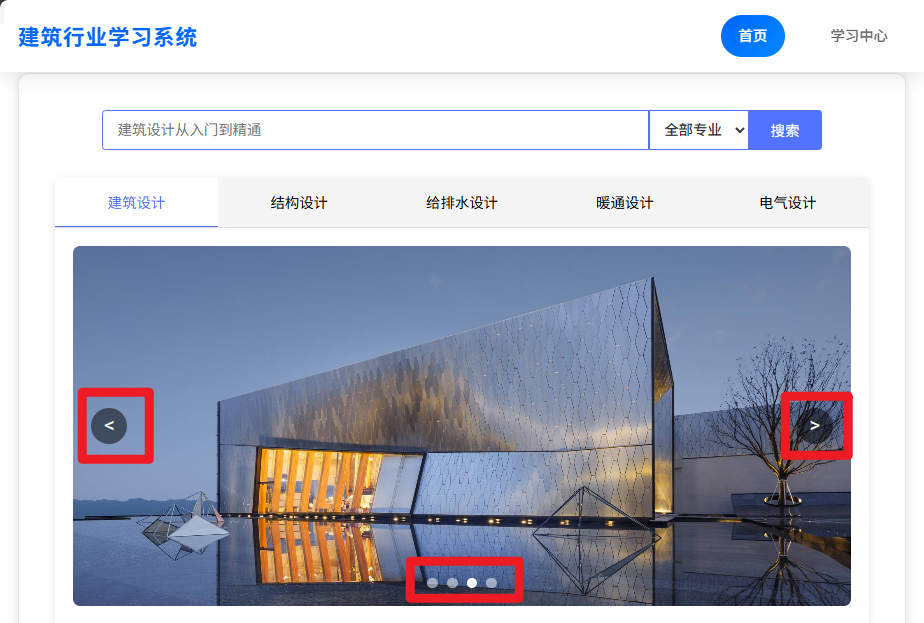 建筑行业学习系统
首页
学习中心
建筑设计从入门到精通
全部专业
搜索
建筑设计
结构设计
给排水设计
暖通设计
电气设计
<
>